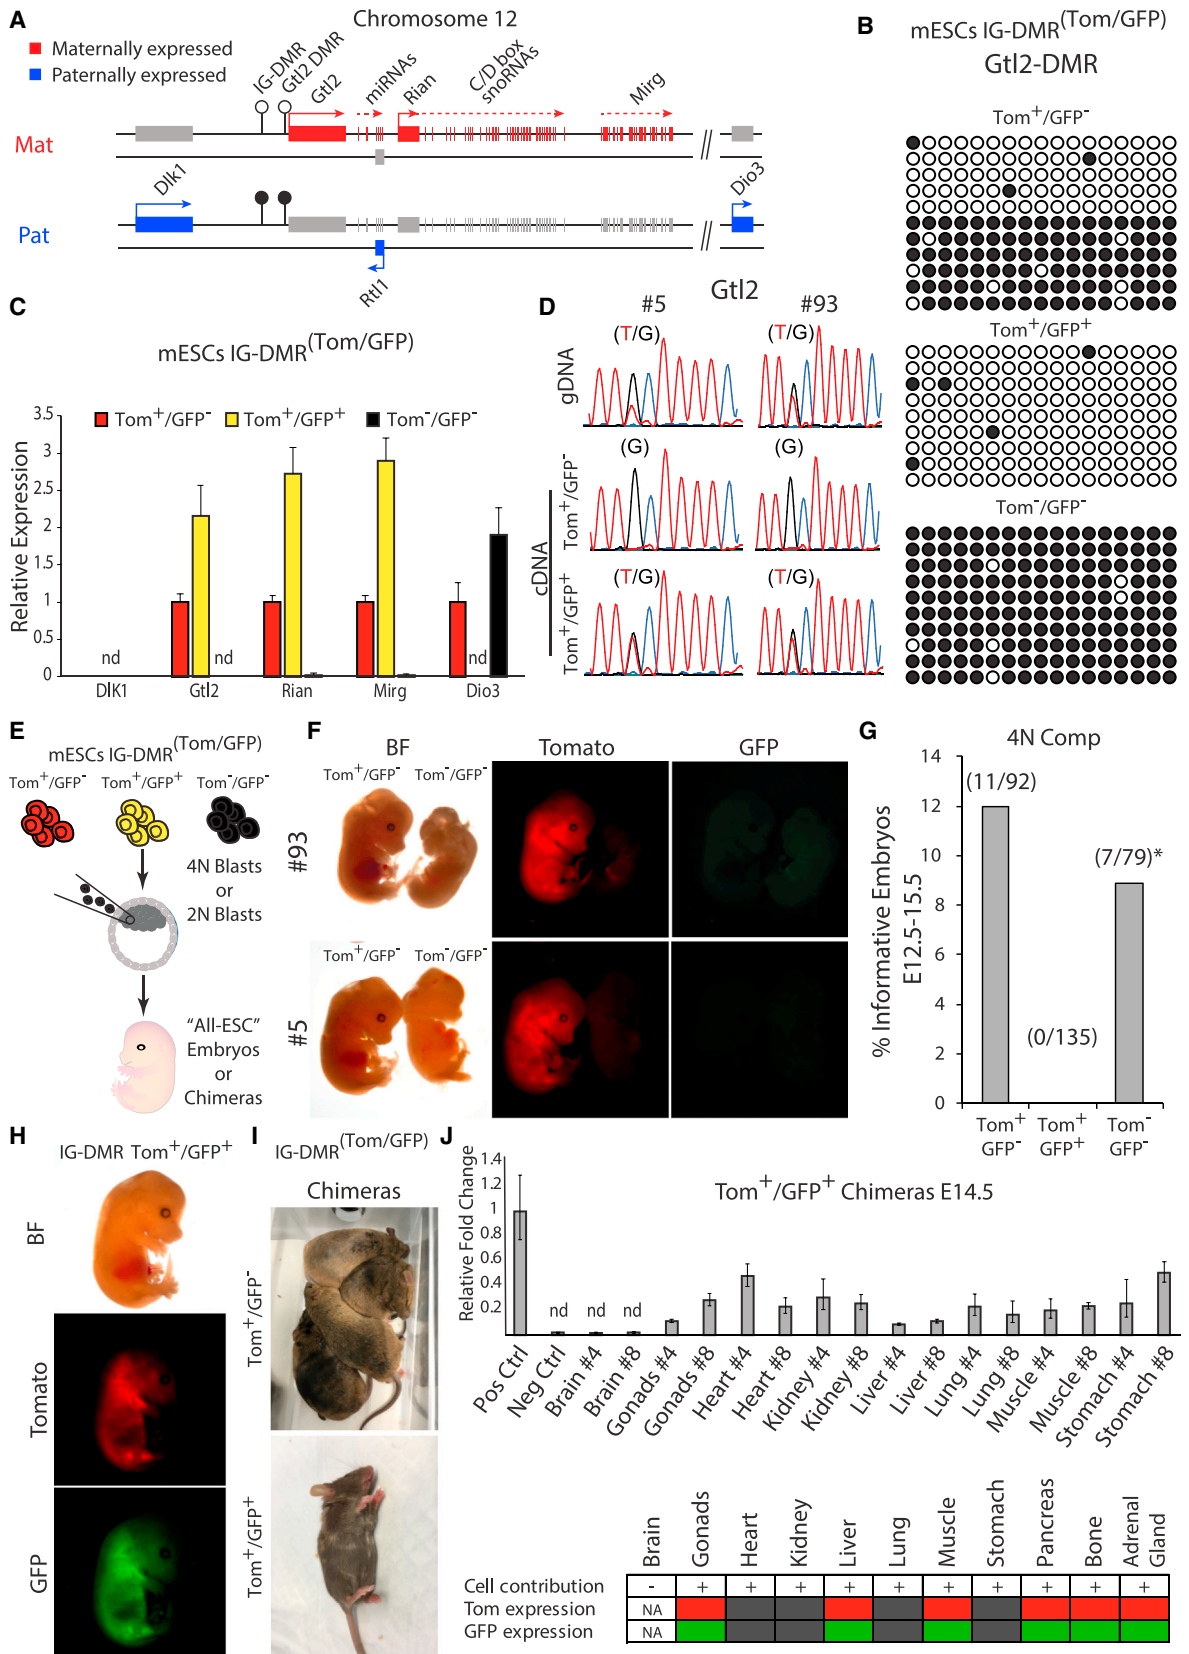 A
Chromosome 12
Maternally expressed
Paternally expressed
IG-DMR
Gtl2 DMR
Gtl2
miRNAs
Rian
C/D box
snoRNAs
Mirg
Mat
Dlk1
Dio3
Pat
Rtl1
B
mESCs IG-DMR(Tom/GFP)
Gtl2-DMR
Tom+/GFP-
Tom+/GFP+
Tom-/GFP-
C
mESCs IG-DMR(Tom/GFP)
Relative Expression
3.5
3
2.5
2
1.5
1
0.5
0
Tom+/GFP-
Tom+/GFP+
Tom-/GFP-
nd
nd
nd
DlK1
Gtl2
Rian
Mirg
Dio3
D
Gtl2
#5
#93
gDNA
(T/G)
(T/G)
cDNA
Tom+/GFP-
(G)
(G)
Tom+/GFP+
(T/G)
(T/G)
E
mESCs IG-DMR(Tom/GFP)
Tom+/GFP-
Tom+/GFP+
Tom-/GFP-
4N Blasts
or
2N Blasts
"All-ESC"
Embryos
or
Chimeras
F
BF
Tomato
GFP
#93
Tom+/GFP-
Tom-/GFP-
#5
Tom+/GFP-
Tom-/GFP-
G
4N Comp
% Informative Embryos
E12.5-15.5
14
12
10
8
6
4
2
0
(11/92)
(0/135)
(7/79)*
Tom+
GFP-
Tom+
GFP+
Tom-
GFP-
H
IG-DMR Tom+/GFP+
BF
Tomato
GFP
I
IG-DMR(Tom/GFP)
Chimeras
Tom+/GFP-
Tom+/GFP+
J
Tom+/GFP+ Chimeras E14.5
Relative Fold Change
1.4
1.2
1
0.8
0.6
0.4
0.2
nd
nd
nd
Pos Ctrl
Neg Ctrl
Brain #4
Brain #8
Gonads #4
Gonads #8
Heart #4
Heart #8
Kidney #4
Kidney #8
Liver #4
Liver #8
Lung #4
Lung #8
Muscle #4
Muscle #8
Stomach #4
Stomach #8
Brain
Gonads
Heart
Kidney
Liver
Lung
Muscle
Stomach
Pancreas
Bone
Adrenal
Gland
Cell contribution - + + + + + + + + + +
Tom expression NA
GFP expression NA